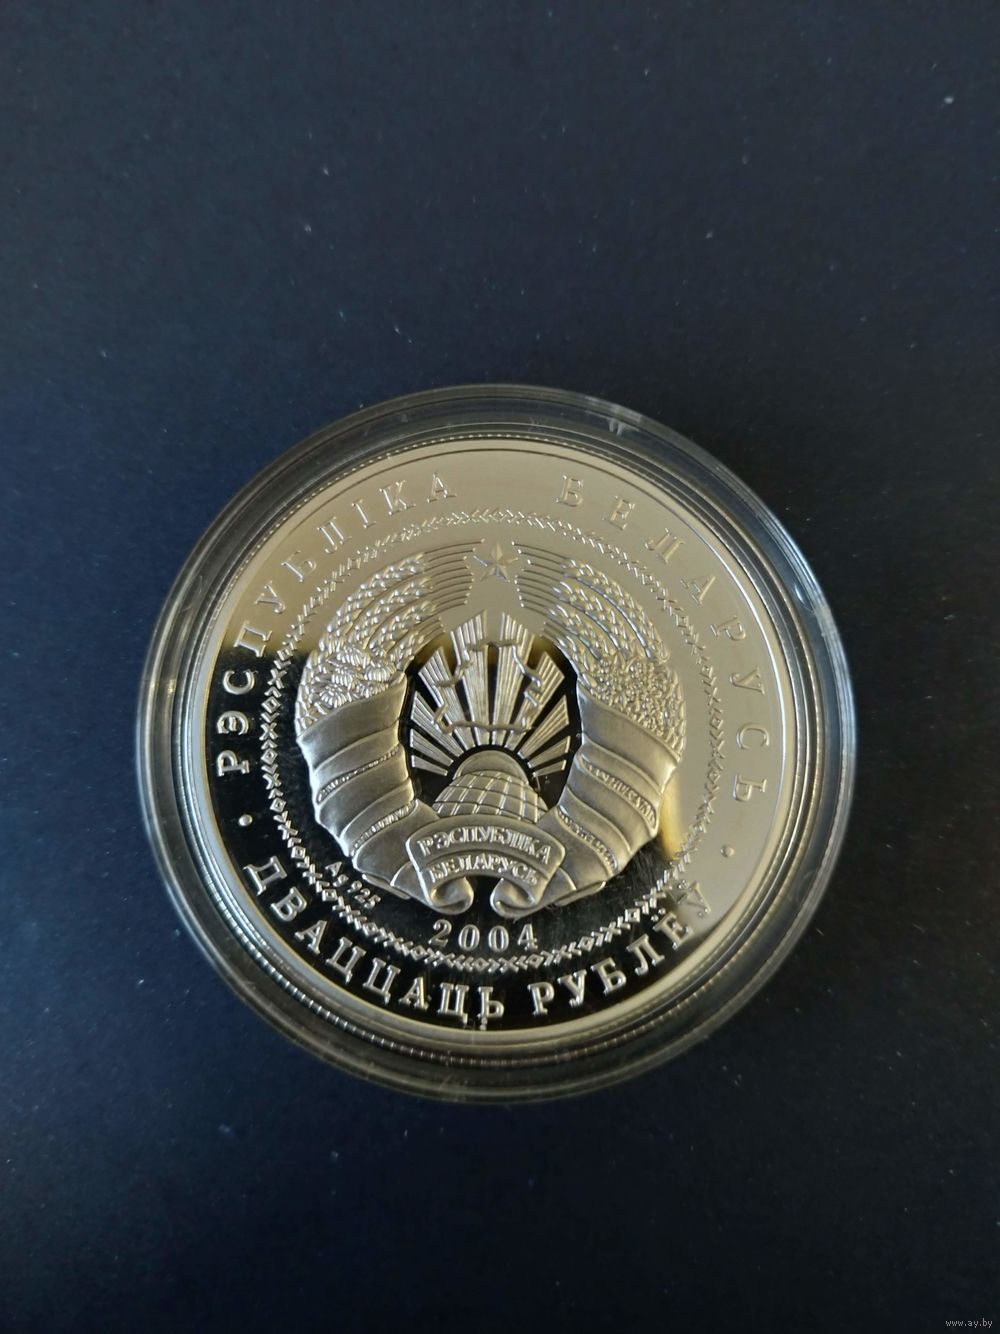 РЭСПУБЛІКА БЕЛАРУСЬ
РЭСПУБЛІКА
БЕЛАРУСЬ
Ag 925
2004
· ДВАЦЦАЦЬ РУБЛЁЎ ·
www.ay.by